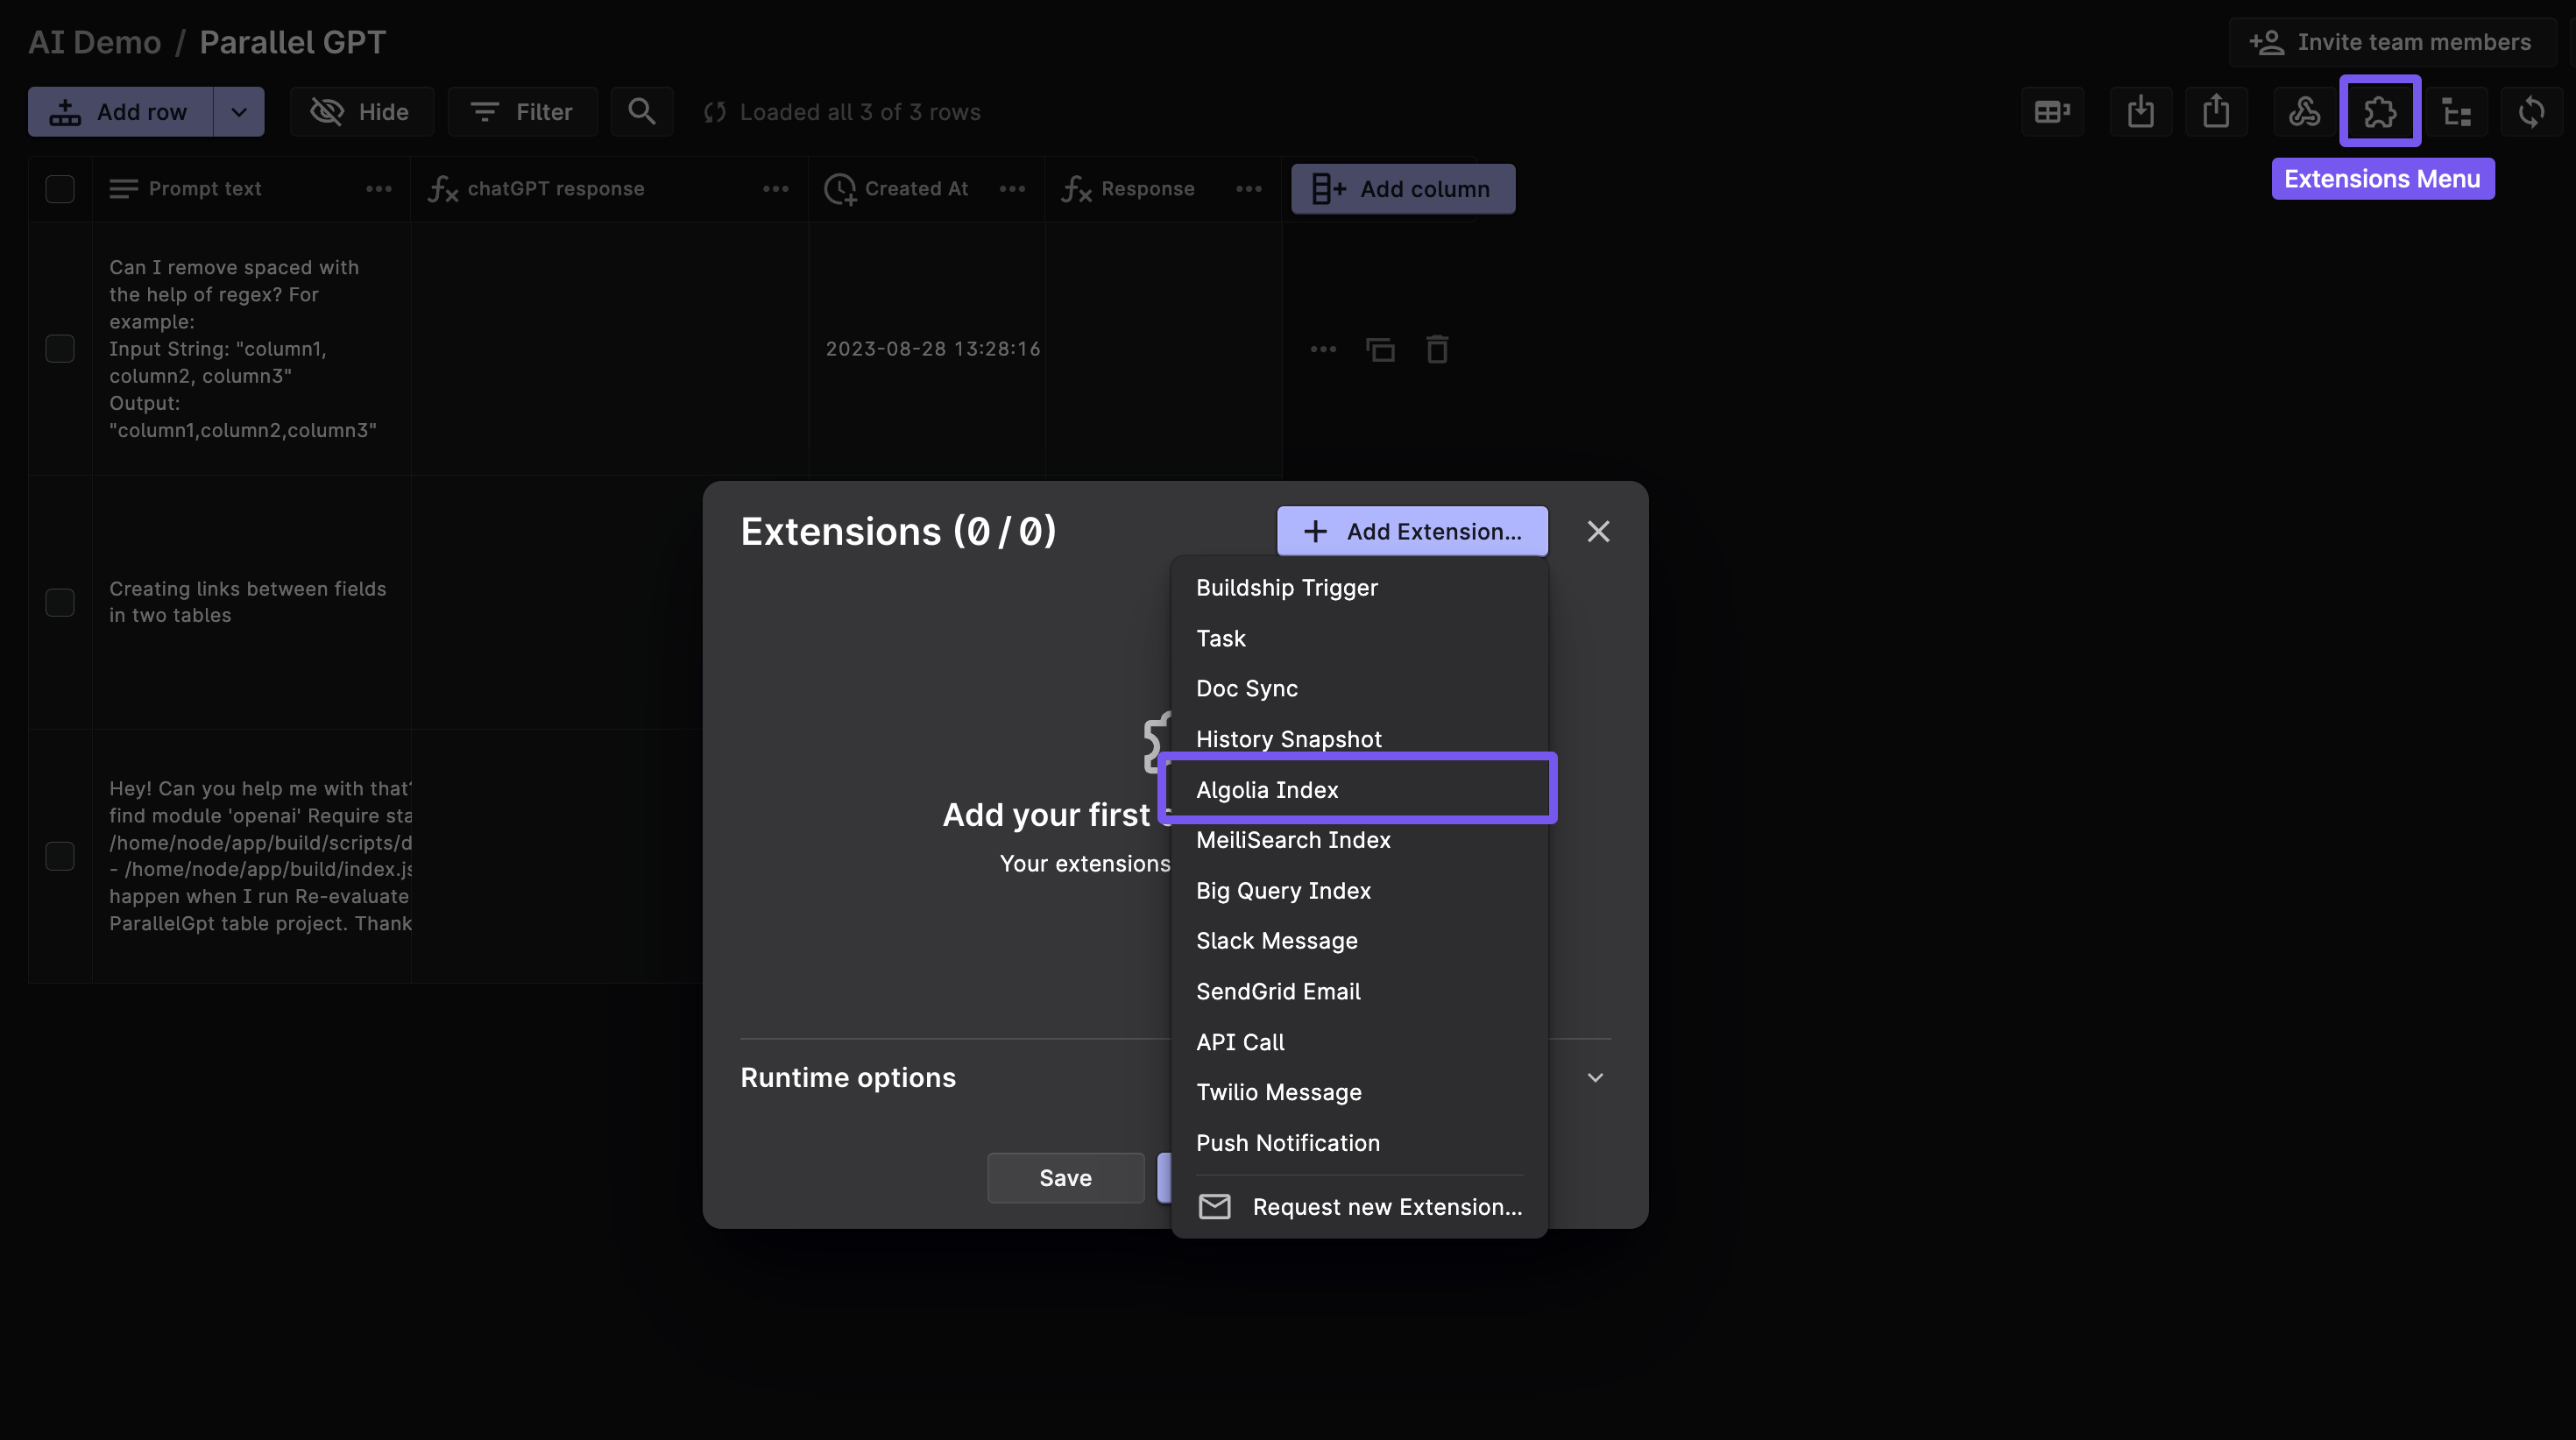 AI Demo / Parallel GPT
Invite team members
Add row
Hide
Filter
Loaded all 3 of 3 rows
Extensions Menu
Prompt text
chatGPT response
Created At
Response
Add column
Can I remove spaced with
the help of regex? For
example:
Input String: "column1,
column2, column3"
Output:
"column1,column2,column3"
2023-08-28 13:28:16
Creating links between fields
in two tables
Hey! Can you help me with that?
find module 'openai' Require sta
/home/node/app/build/scripts/d
- /home/node/app/build/index.js
happen when I run Re-evaluate
ParallelGpt table project. Thank
Extensions (0 / 0)
Add Extension…
Add your first
Your extensions
Buildship Trigger
Task
Doc Sync
History Snapshot
Algolia Index
MeiliSearch Index
Big Query Index
Slack Message
SendGrid Email
API Call
Twilio Message
Push Notification
Request new Extension…
Runtime options
Save